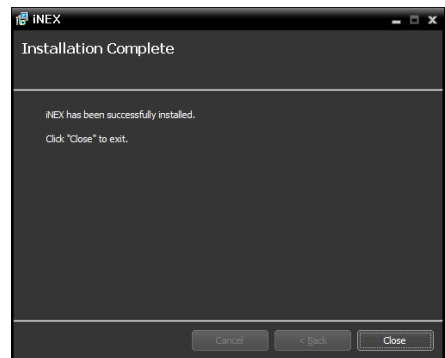 iNEX
Installation Complete
iNEX has been successfully installed.
Click "Close" to exit.
Cancel
< Back
Close